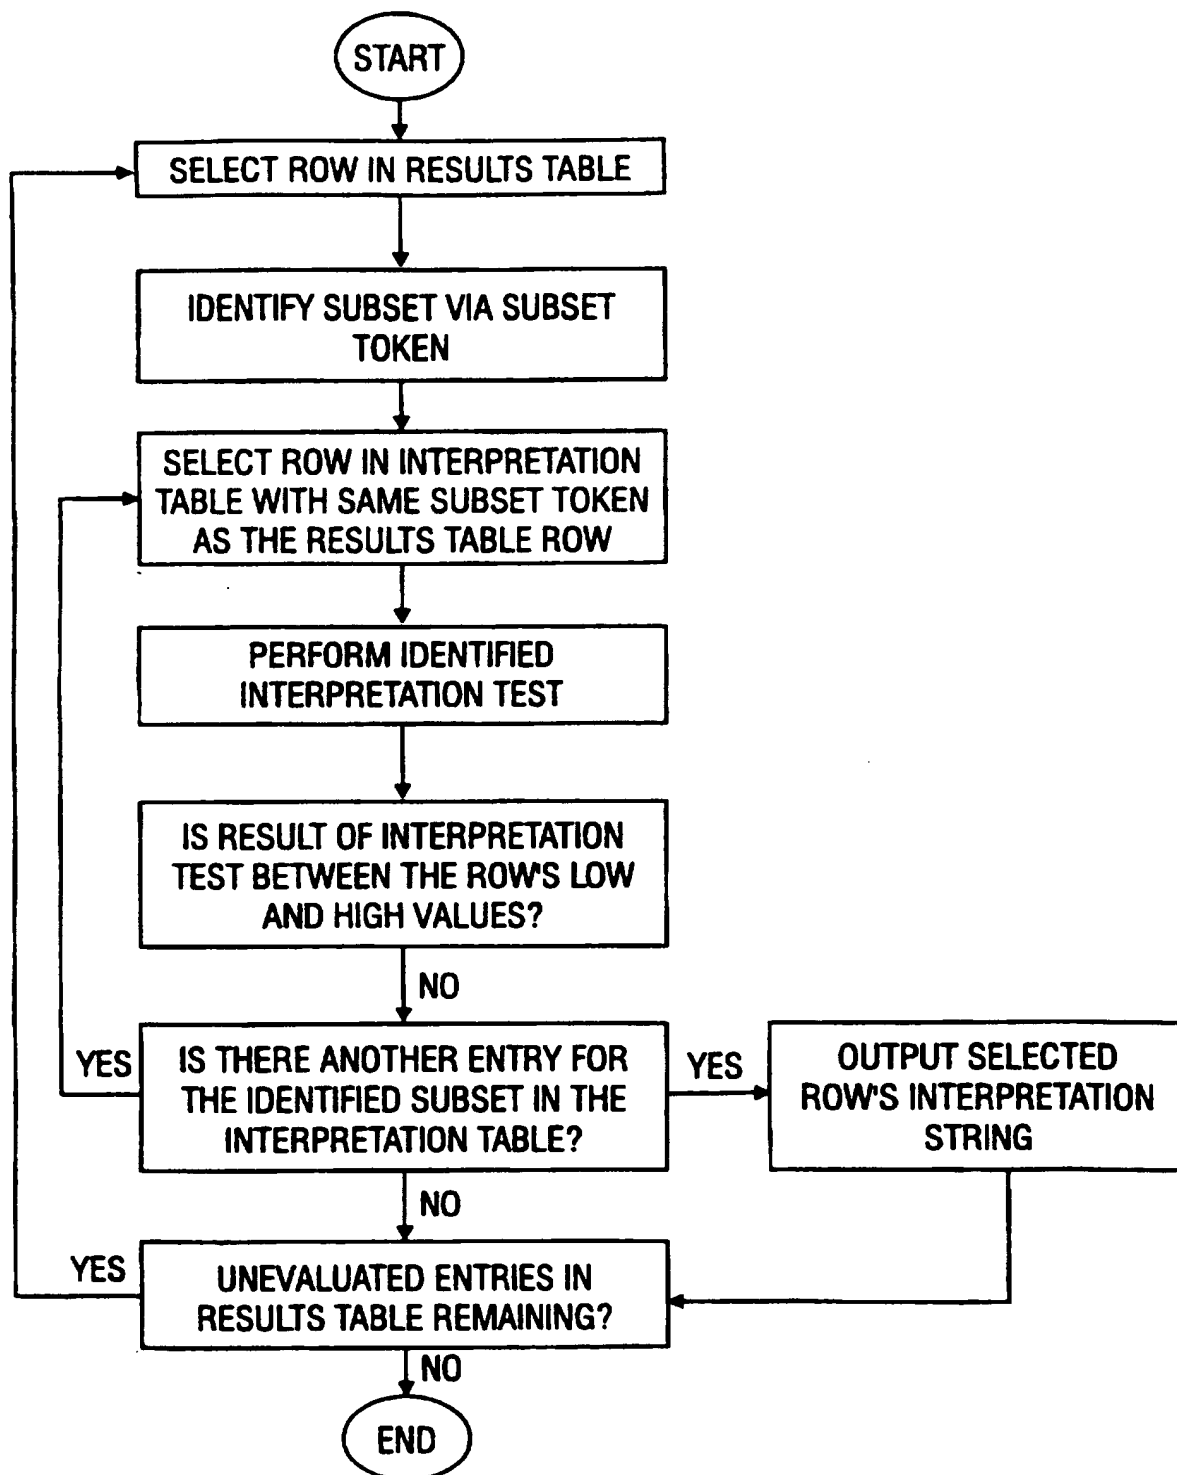 START
SELECT ROW IN RESULTS TABLE
IDENTIFY SUBSET VIA SUBSET
TOKEN
SELECT ROW IN INTERPRETATION
TABLE WITH SAME SUBSET TOKEN
AS THE RESULTS TABLE ROW
PERFORM IDENTIFIED
INTERPRETATION TEST
IS RESULT OF INTERPRETATION
TEST BETWEEN THE ROW'S LOW
AND HIGH VALUES?
NO
YES
IS THERE ANOTHER ENTRY FOR
THE IDENTIFIED SUBSET IN THE
INTERPRETATION TABLE?
YES
OUTPUT SELECTED
ROW'S INTERPRETATION
STRING
NO
YES
UNEVALUATED ENTRIES IN
RESULTS TABLE REMAINING?
NO
END